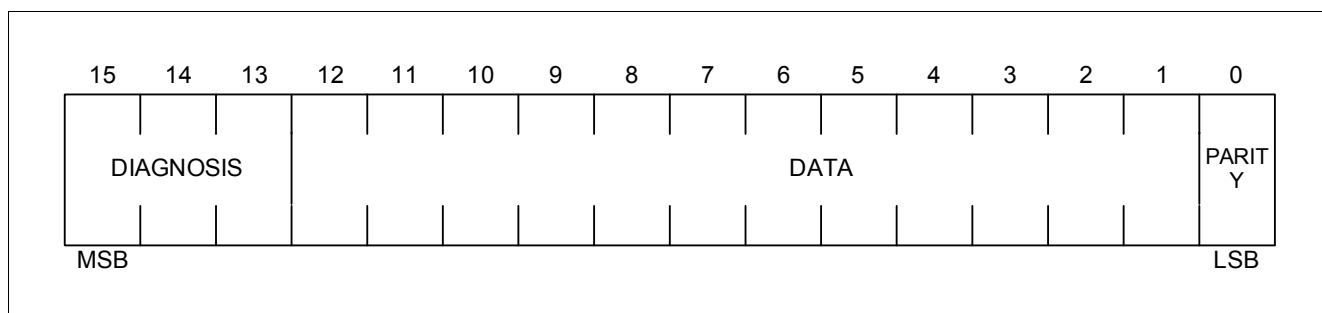 15 14 13 12 11 10 9 8 7 6 5 4 3 2 1 0
DIAGNOSIS DATA PARIT
Y
MSB LSB